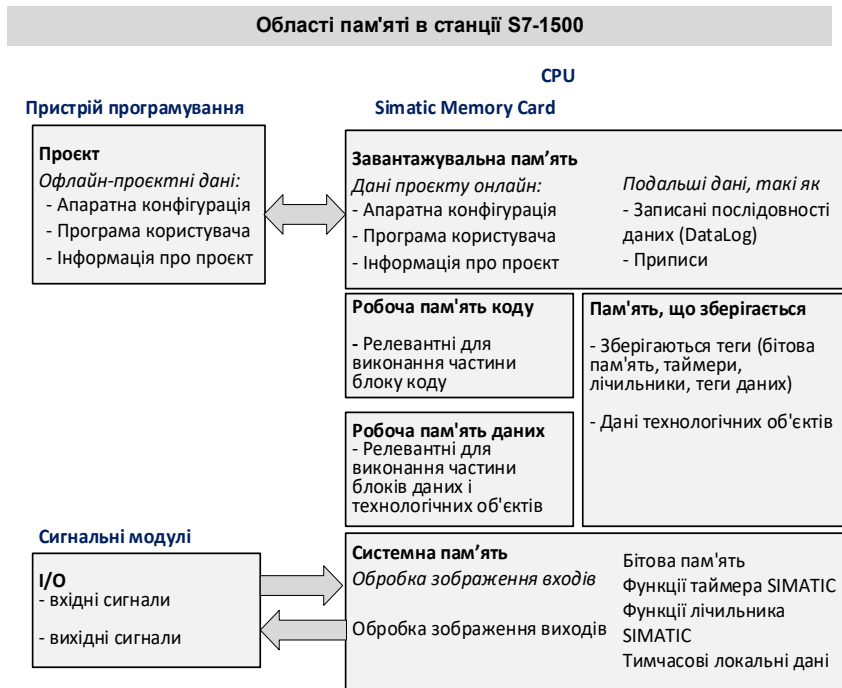 Області пам'яті в станції S7-1500
CPU
Пристрій програмування
Simatic Memory Card
Проєкт
Офлайн-проєктні дані:
- Апаратна конфігурація
- Програма користувача
- Інформація про проєкт
Завантажувальна пам’ять
Дані проєкту онлайн:
- Апаратна конфігурація
- Програма користувача
- Інформація про проєкт
Подальші дані, такі як
- Записані послідовності
даних (DataLog)
- Приписи
Робоча пам'ять коду
- Релевантні для
виконання частини
блоку коду
Пам'ять, що зберігається
- Зберігаються теги (бітова
пам'ять, таймери,
лічильники, теги даних)
- Дані технологічних об'єктів
Робоча пам'ять даних
- Релевантні для
виконання частини
блоків даних і
технологічних об'єктів
Сигнальні модулі
I/O
- вхідні сигнали
- вихідні сигнали
Системна пам’ять
Обробка зображення входів
Обробка зображення виходів
Бітова пам'ять
Функції таймера SIMATIC
Функції лічильника
SIMATIC
Тимчасові локальні дані